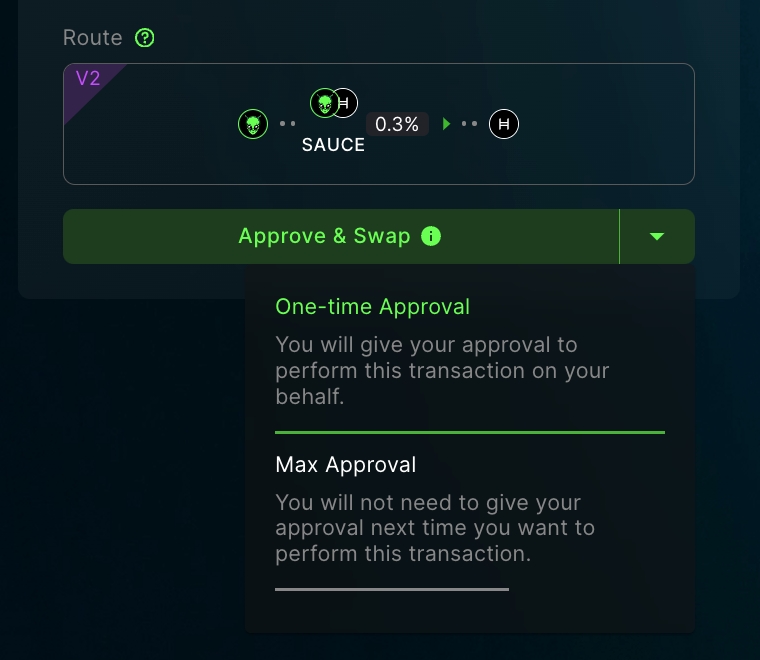 Route
V2
SAUCE
0.3%
Approve & Swap
One-time Approval
You will give your approval to
perform this transaction on your
behalf.
Max Approval
You will not need to give your
approval next time you want to
perform this transaction.